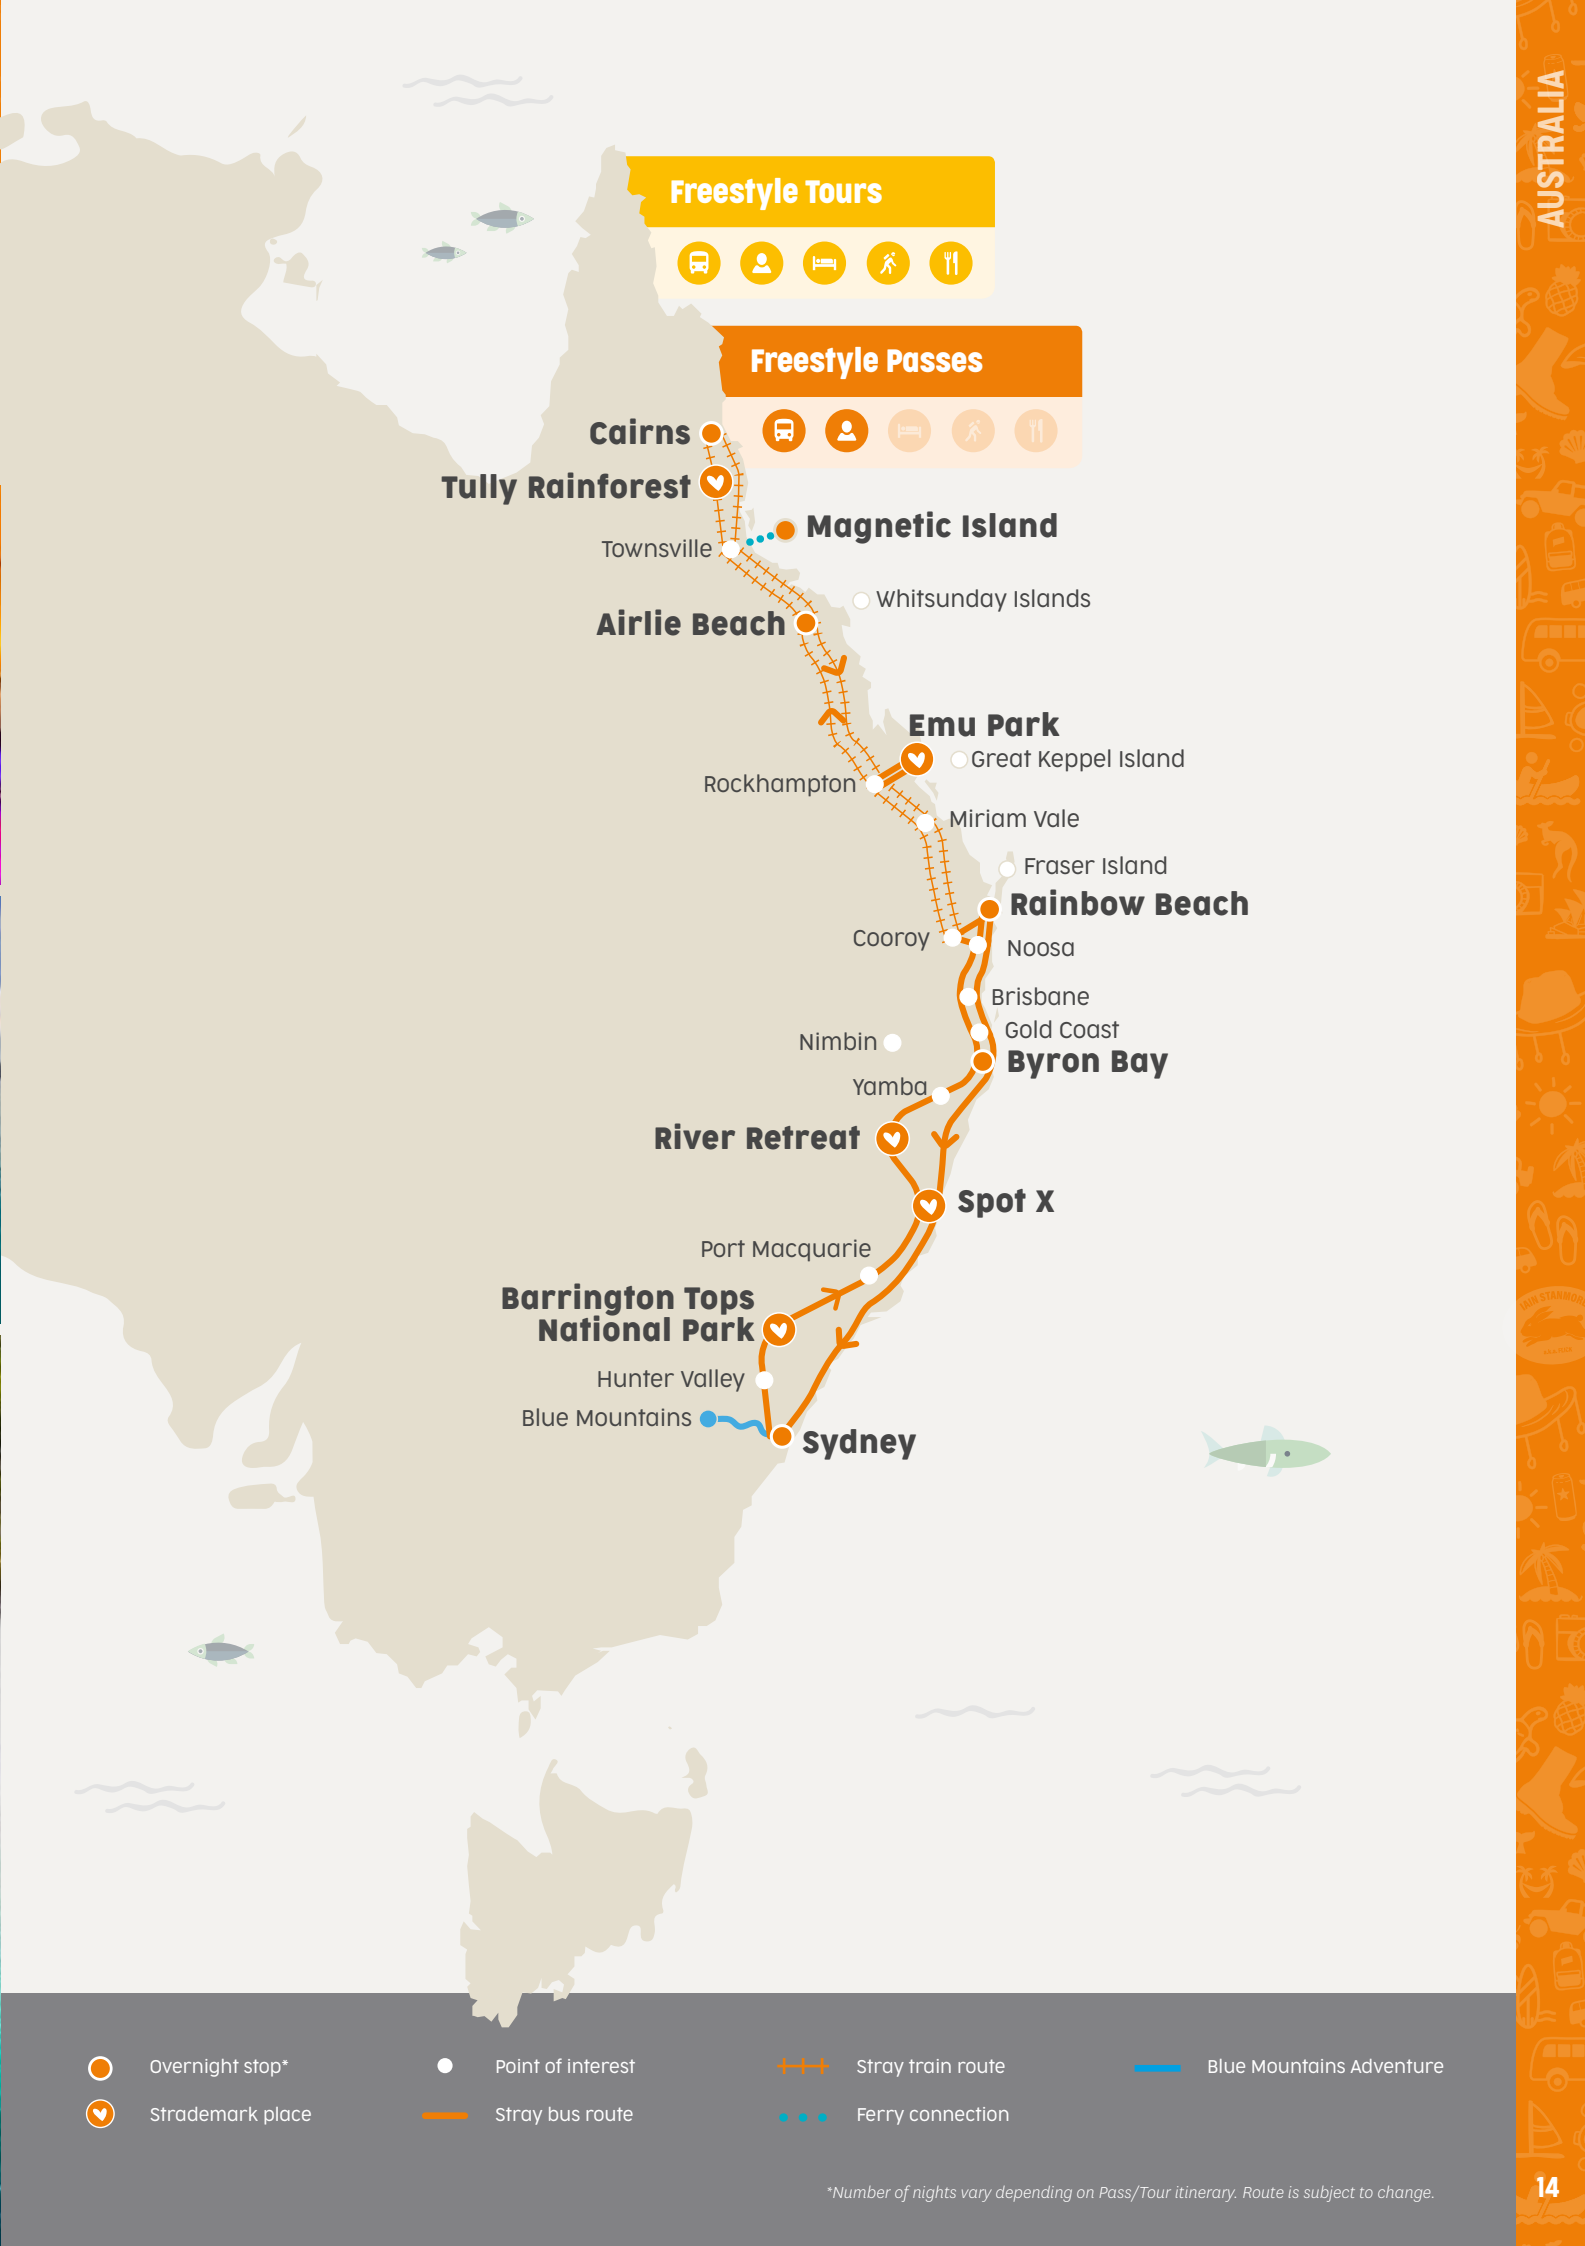 AUSTRALIA
Freestyle Tours
Freestyle Passes
Cairns
Tully Rainforest
Magnetic Island
Townsville
Whitsunday Islands
Airlie Beach
Emu Park
Great Keppel Island
Rockhampton
Miriam Vale
Fraser Island
Rainbow Beach
Cooroy
Noosa
Brisbane
Gold Coast
Nimbin
Byron Bay
Yamba
River Retreat
Spot X
Port Macquarie
Barrington Tops
National Park
Hunter Valley
Blue Mountains
Sydney
IAIN STANMORE
Overnight stop*
Point of interest
Stray train route
Blue Mountains Adventure
Strademark place
Stray bus route
Ferry connection
*Number of nights vary depending on Pass/Tour itinerary. Route is subject to change.
14